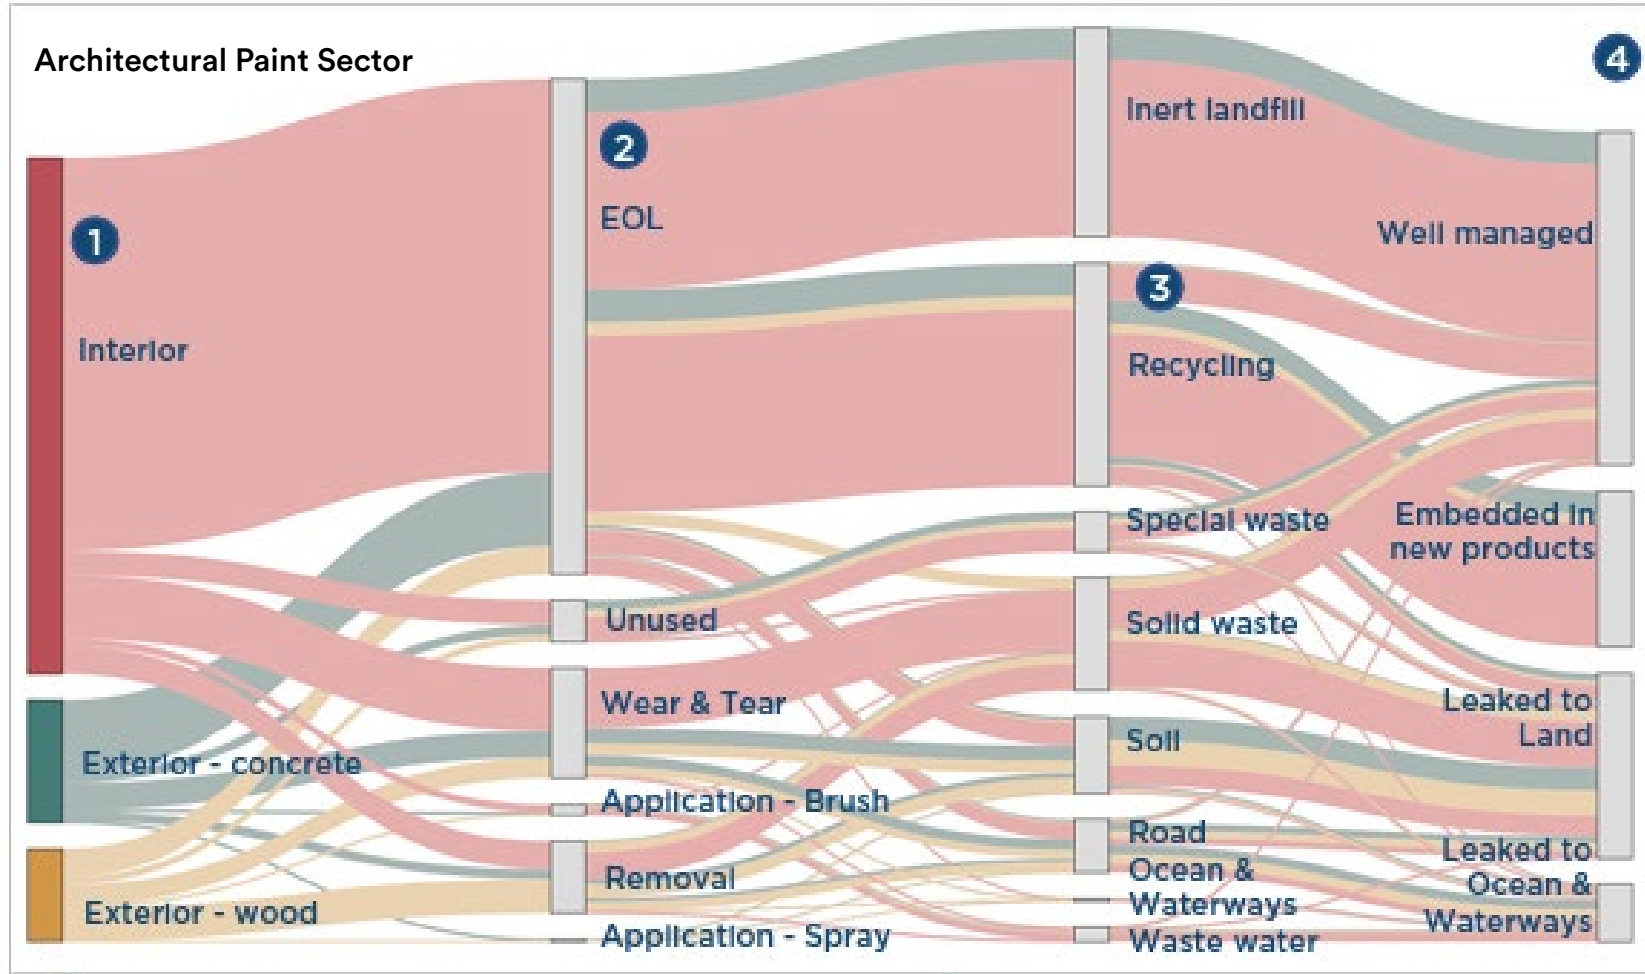 Architectural Paint Sector
1
Interior
Exterior - concrete
Exterior - wood
2
EOL
Unused
Wear & Tear
Application - Brush
Removal
Application - Spray
Inert landfill
3
Recycling
Special waste
Solid waste
Soil
Road
Ocean &
Waterways
Waste water
4
Well managed
Embedded in
new products
Leaked to
Land
Leaked to
Ocean &
Waterways